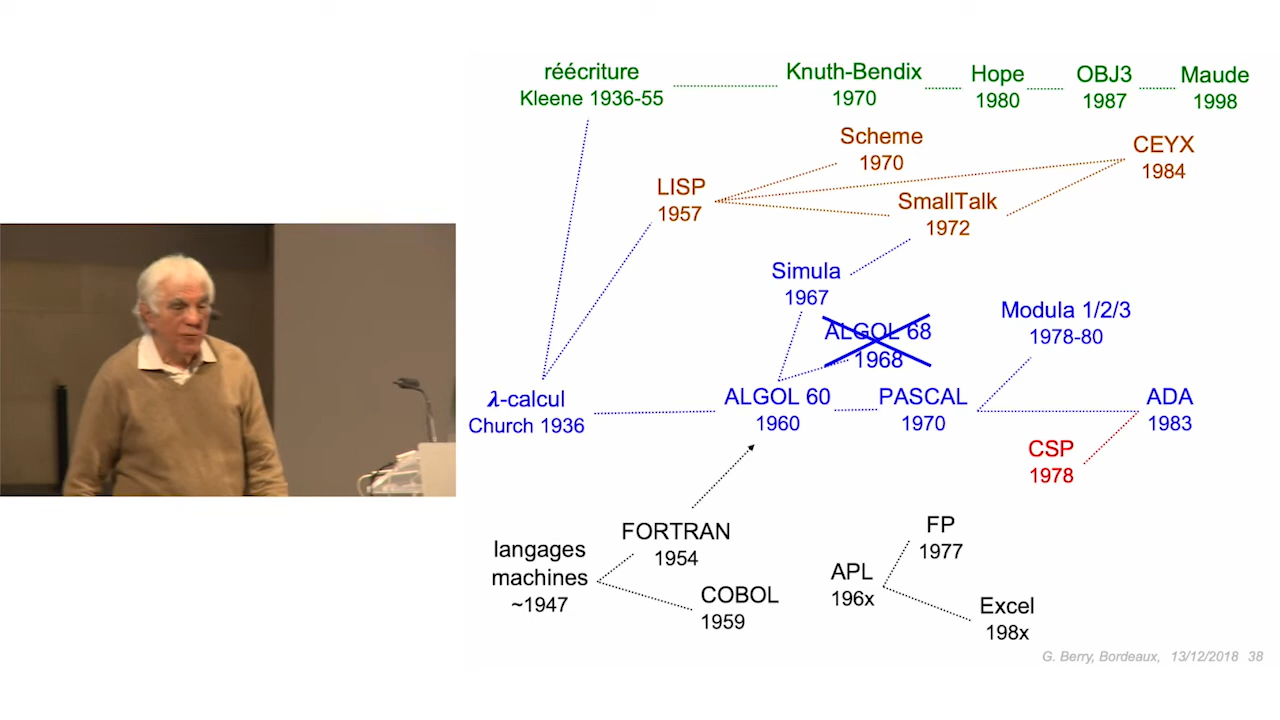 réécriture
Kleene 1936-55
Knuth-Bendix
1970
Hope
1980
OBJ3
1987
Maude
1998
Scheme
1970
CEYX
1984
LISP
1957
SmallTalk
1972
Simula
1967
ALGOL 68
1968
Modula 1/2/3
1978-80
𝝀-calcul
Church 1936
ALGOL 60
1960
PASCAL
1970
ADA
1983
CSP
1978
langages
machines
~1947
FORTRAN
1954
COBOL
1959
FP
1977
APL
196x
Excel
198x
G. Berry, Bordeaux, 13/12/2018 38